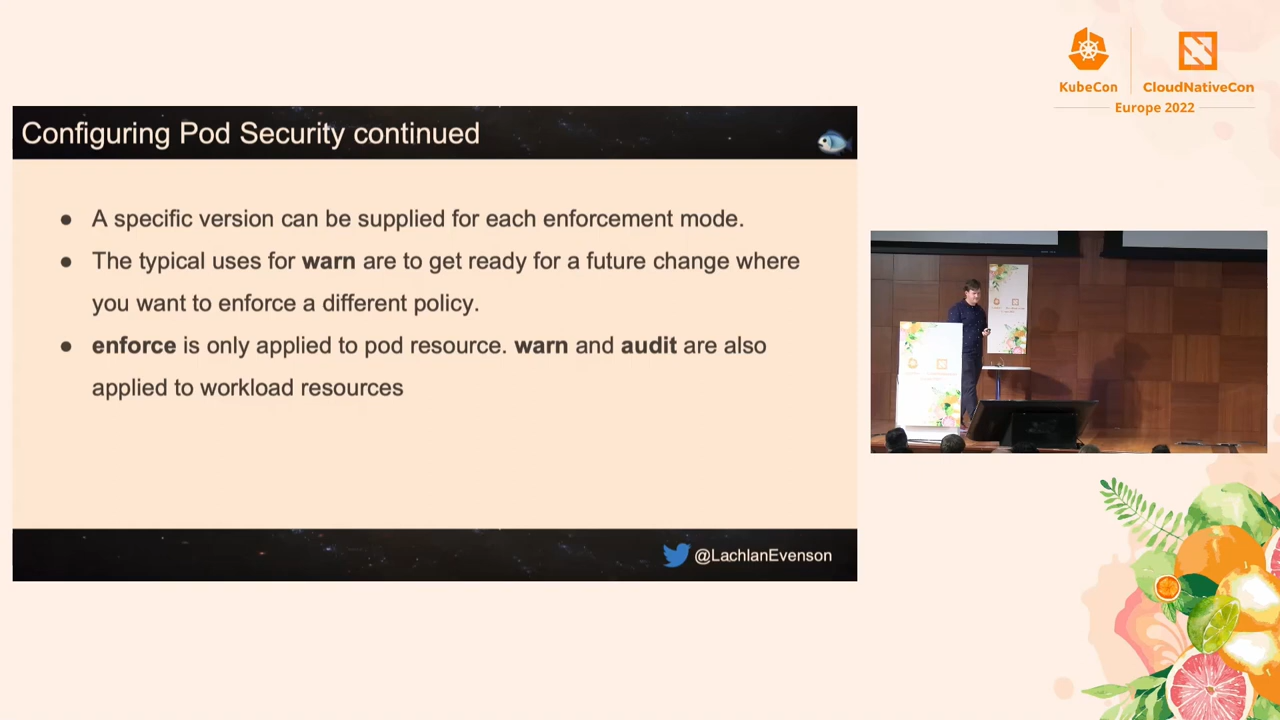 KubeCon
CloudNativeCon
Europe 2022
Configuring Pod Security continued
● A specific version can be supplied for each enforcement mode.
● The typical uses for warn are to get ready for a future change where
you want to enforce a different policy.
● enforce is only applied to pod resource. warn and audit are also
applied to workload resources
@LachlanEvenson